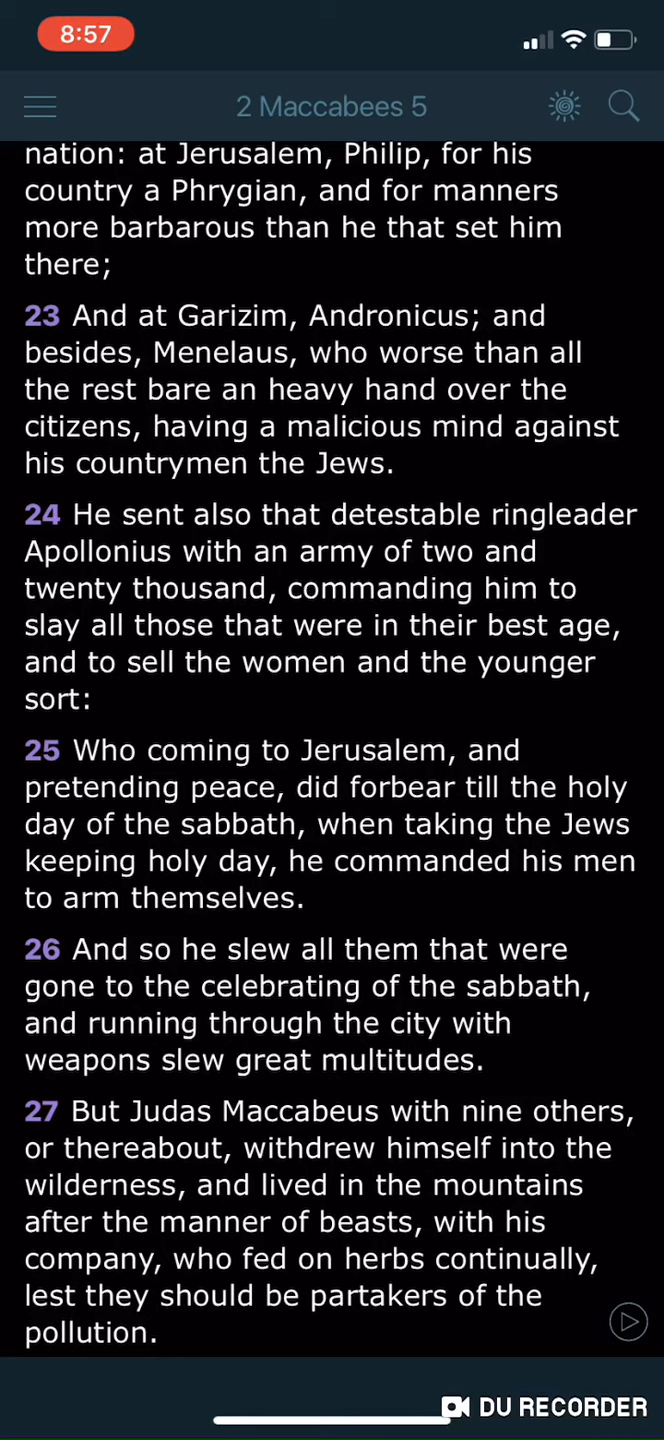 8:57
2 Maccabees 5
nation: at Jerusalem, Philip, for his
country a Phrygian, and for manners
more barbarous than he that set him
there;
23 And at Garizim, Andronicus; and
besides, Menelaus, who worse than all
the rest bare an heavy hand over the
citizens, having a malicious mind against
his countrymen the Jews.
24 He sent also that detestable ringleader
Apollonius with an army of two and
twenty thousand, commanding him to
slay all those that were in their best age,
and to sell the women and the younger
sort:
25 Who coming to Jerusalem, and
pretending peace, did forbear till the holy
day of the sabbath, when taking the Jews
keeping holy day, he commanded his men
to arm themselves.
26 And so he slew all them that were
gone to the celebrating of the sabbath,
and running through the city with
weapons slew great multitudes.
27 But Judas Maccabeus with nine others,
or thereabout, withdrew himself into the
wilderness, and lived in the mountains
after the manner of beasts, with his
company, who fed on herbs continually,
lest they should be partakers of the
pollution.
DU RECORDER